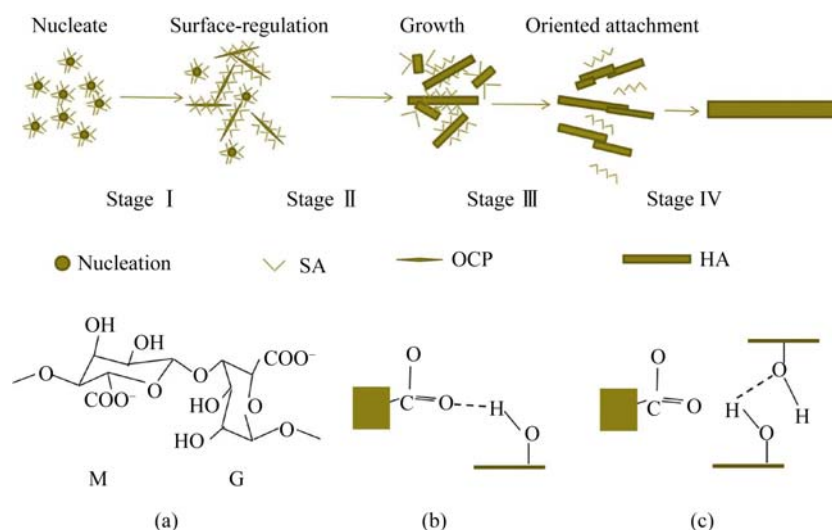 Nucleate Surface-regulation Growth Oriented attachment
Stage Ⅰ Stage Ⅱ Stage Ⅲ Stage Ⅳ
Nucleation SA OCP HA
OH
OH
O
O
COO⁻
O
COO⁻
HO
O
HO
OH
O
M G
O
C
O
H
O
O
C
O
H
O
O
H
(a) (b) (c)